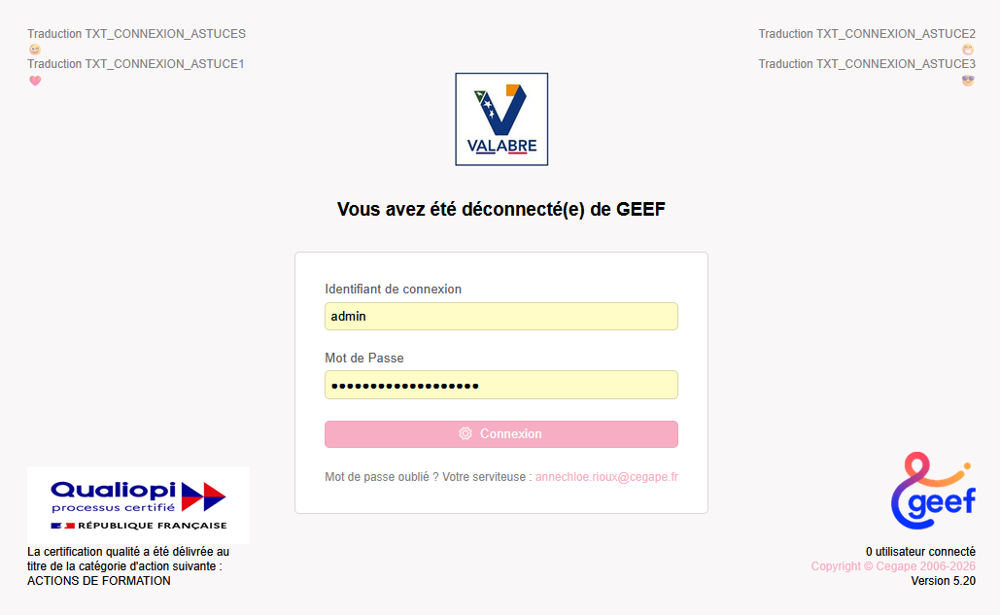 Traduction TXT_CONNEXION_ASTUCES
Traduction TXT_CONNEXION_ASTUCE1
Traduction TXT_CONNEXION_ASTUCE2
Traduction TXT_CONNEXION_ASTUCE3
VALABRE
Vous avez été déconnecté(e) de GEEF
Identifiant de connexion
admin
Mot de Passe
•••••••••••••••••••
Connexion
Mot de passe oublié ? Votre serviteuse : annechloe.rioux@cegape.fr
Qualiopi
processus certifié
RÉPUBLIQUE FRANÇAISE
La certification qualité a été délivrée au
titre de la catégorie d'action suivante :
ACTIONS DE FORMATION
geef
0 utilisateur connecté
Copyright © Cegape 2006-2026
Version 5.20